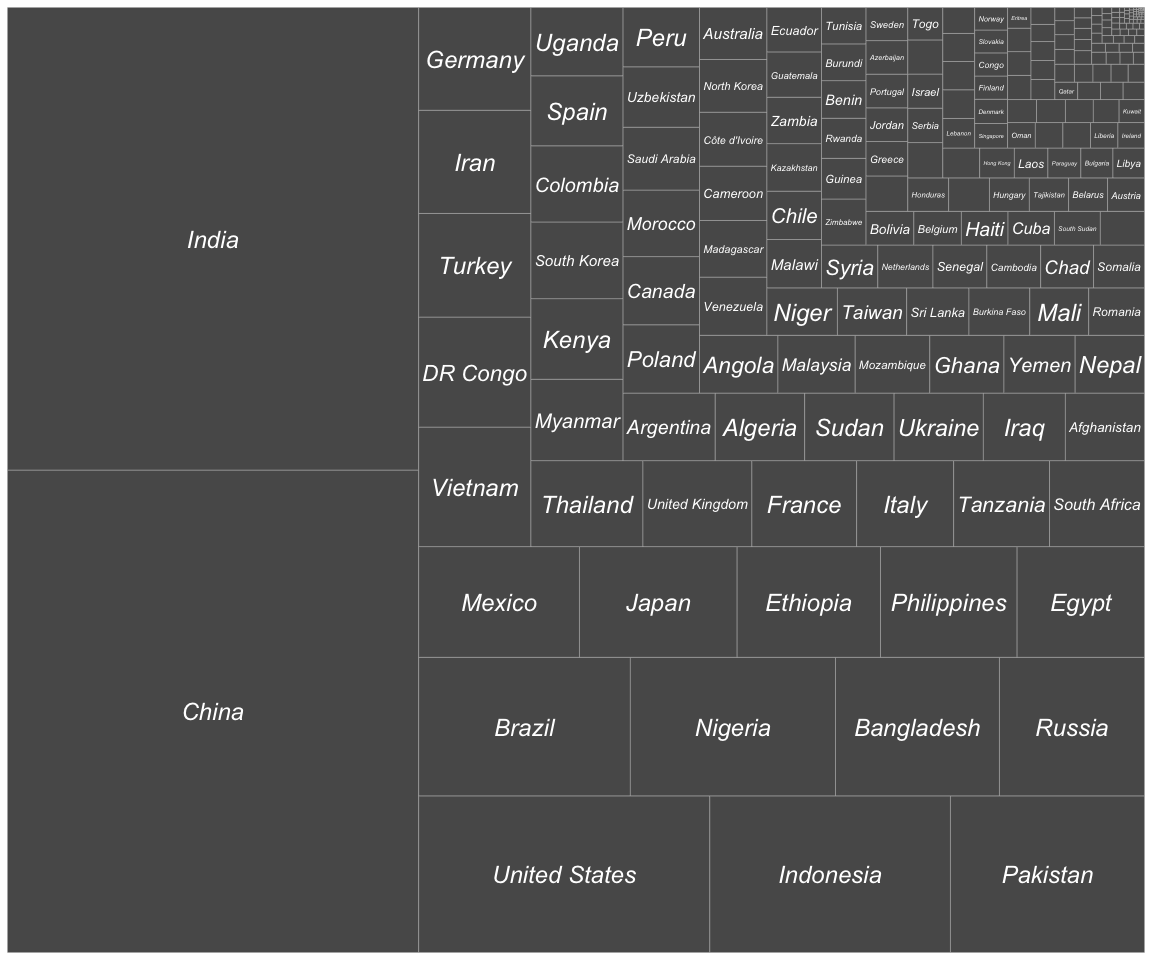 India
China
Germany
Iran
Turkey
DR Congo
Vietnam
Uganda
Spain
Colombia
South Korea
Kenya
Myanmar
Peru
Uzbekistan
Saudi Arabia
Morocco
Canada
Poland
Australia
North Korea
Côte d'Ivoire
Cameroon
Madagascar
Venezuela
Ecuador
Guatemala
Zambia
Kazakhstan
Chile
Malawi
Tunisia
Burundi
Benin
Rwanda
Guinea
Zimbabwe
Sweden
Azerbaijan
Portugal
Jordan
Greece
Togo
Israel
Serbia
Lebanon
Norway
Slovakia
Congo
Finland
Denmark
Singapore
Eritrea
Qatar
Kuwait
Oman
Liberia
Ireland
Hong Kong
Laos
Paraguay
Bulgaria
Libya
Honduras
Hungary
Tajikistan
Belarus
Austria
Bolivia
Belgium
Haiti
Cuba
South Sudan
Syria
Netherlands
Senegal
Cambodia
Chad
Somalia
Niger
Taiwan
Sri Lanka
Burkina Faso
Mali
Romania
Angola
Malaysia
Mozambique
Ghana
Yemen
Nepal
Argentina
Algeria
Sudan
Ukraine
Iraq
Afghanistan
Thailand
United Kingdom
France
Italy
Tanzania
South Africa
Mexico
Japan
Ethiopia
Philippines
Egypt
Brazil
Nigeria
Bangladesh
Russia
United States
Indonesia
Pakistan